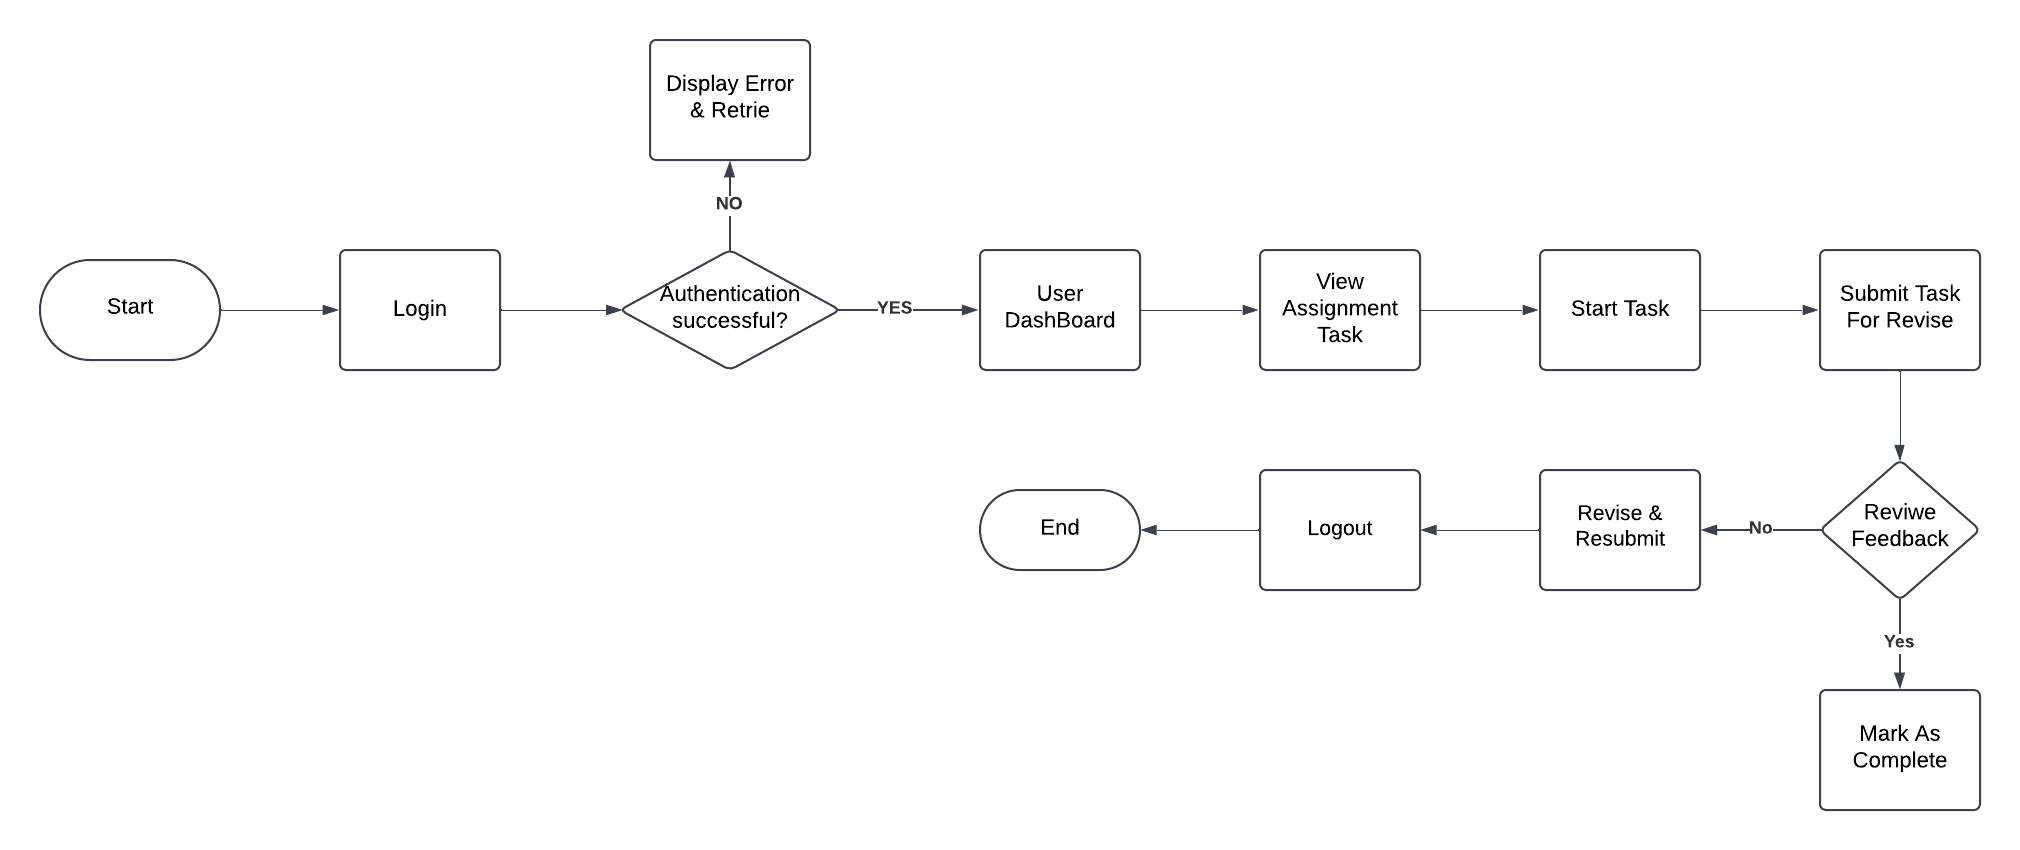 Display Error
& Retrie
NO
Start
Login
Authentication
successful?
YES
User
DashBoard
View
Assignment
Task
Start Task
Submit Task
For Revise
End
Logout
Revise &
Resubmit
No
Reviwe
Feedback
Yes
Mark As
Complete